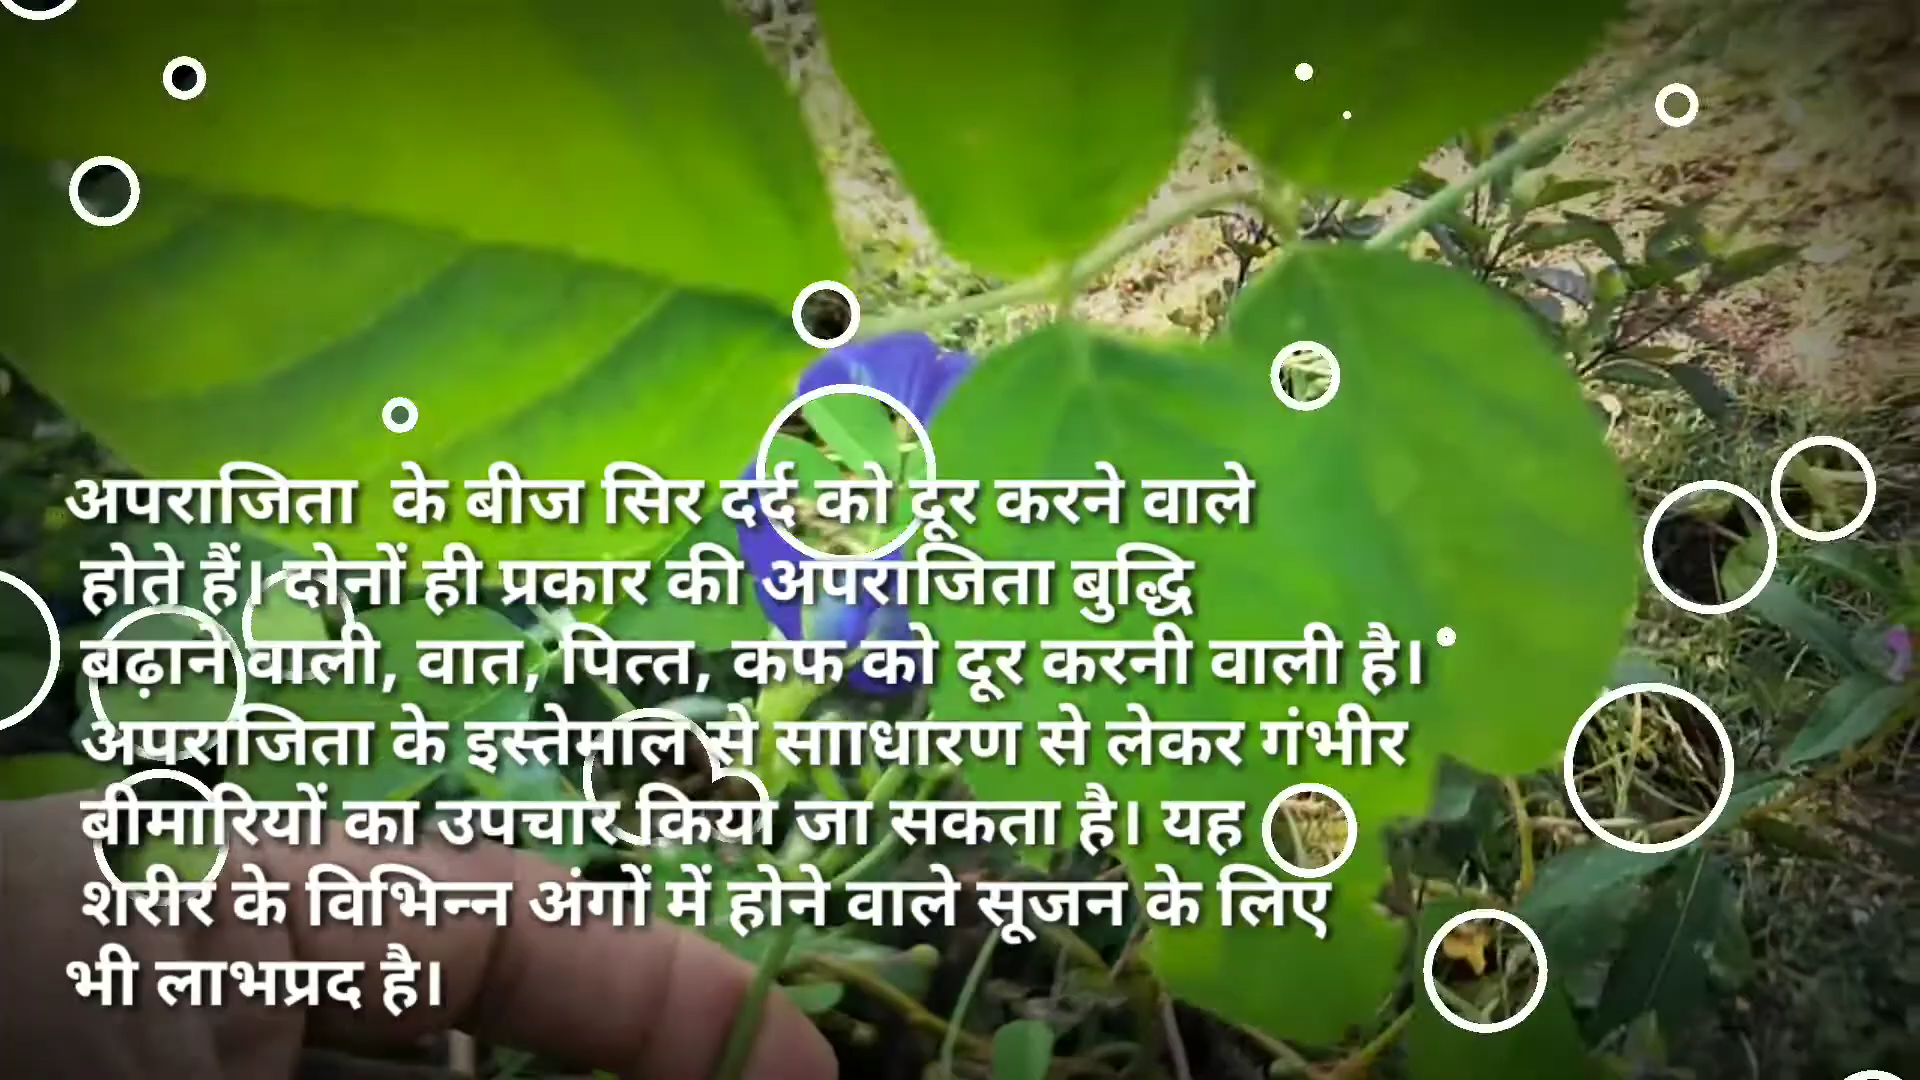 अपराजिता के बीज सिर दर्द को दूर करने वाले
होते हैं। दोनों ही प्रकार की अपराजिता बुद्धि
बढ़ाने वाली, वात, पित्त, कफ को दूर करनी वाली है।
अपराजिता के इस्तेमाल से सााधारण से लेकर गंभीर
बीमारियों का उपचार किया जा सकता है। यह
शरीर के विभिन्न अंगों में होने वाले सूजन के लिए
भी लाभप्रद है।